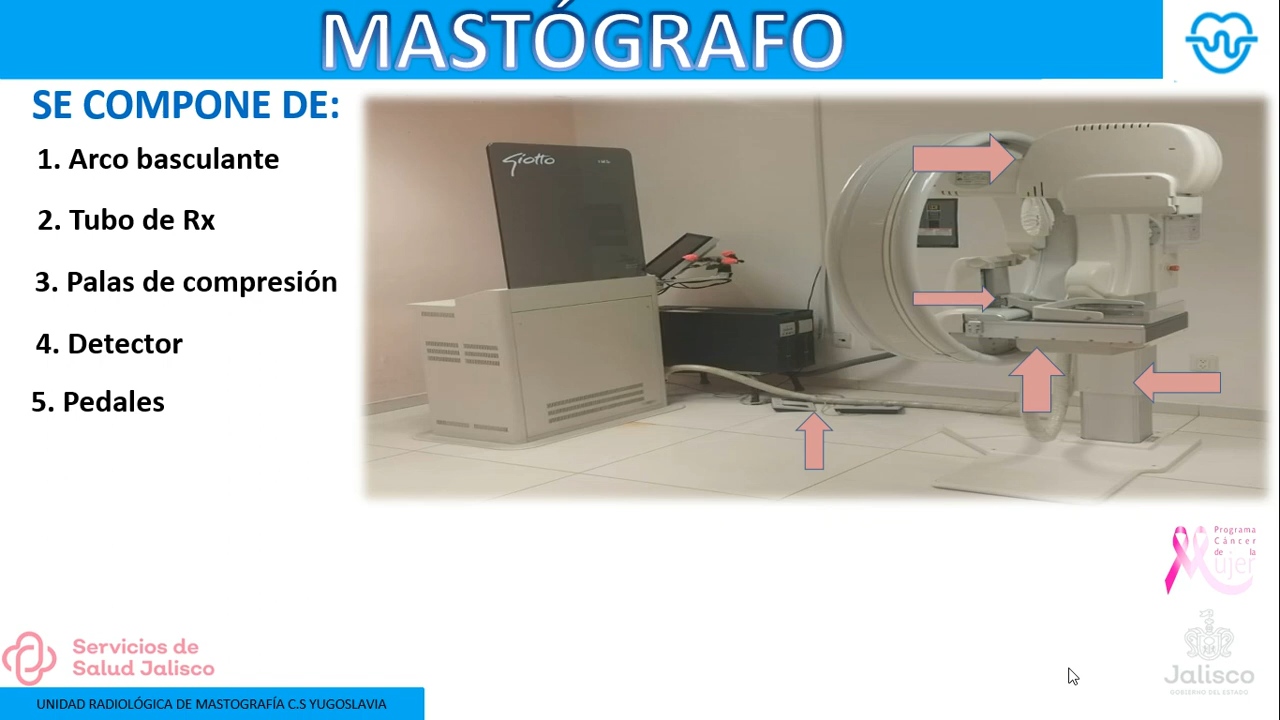 MASTÓGRAFO
SE COMPONE DE:
1. Arco basculante
2. Tubo de Rx
3. Palas de compresión
4. Detector
5. Pedales
Giotto
Programa
Cáncer
de la
Mujer
Servicios de
Salud Jalisco
Jalisco
GOBIERNO DEL ESTADO
UNIDAD RADIOLÓGICA DE MASTOGRAFÍA C.S YUGOSLAVIA